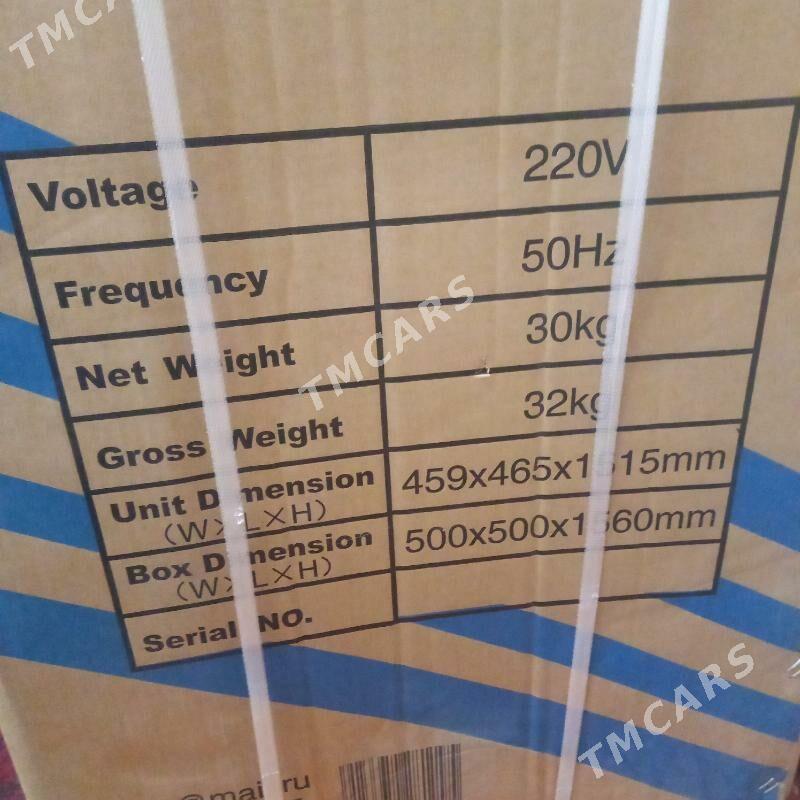 TMCARS
Voltage 220V
Frequency 50Hz
Net Weight 30kg
TMCARS
Gross Weight 32kg
Unit Dimension 459x465x1515mm
(W×L×H)
Box Dimension 500x500x1560mm
(W×L×H)
Serial NO.
TMCARS
@mail.ru